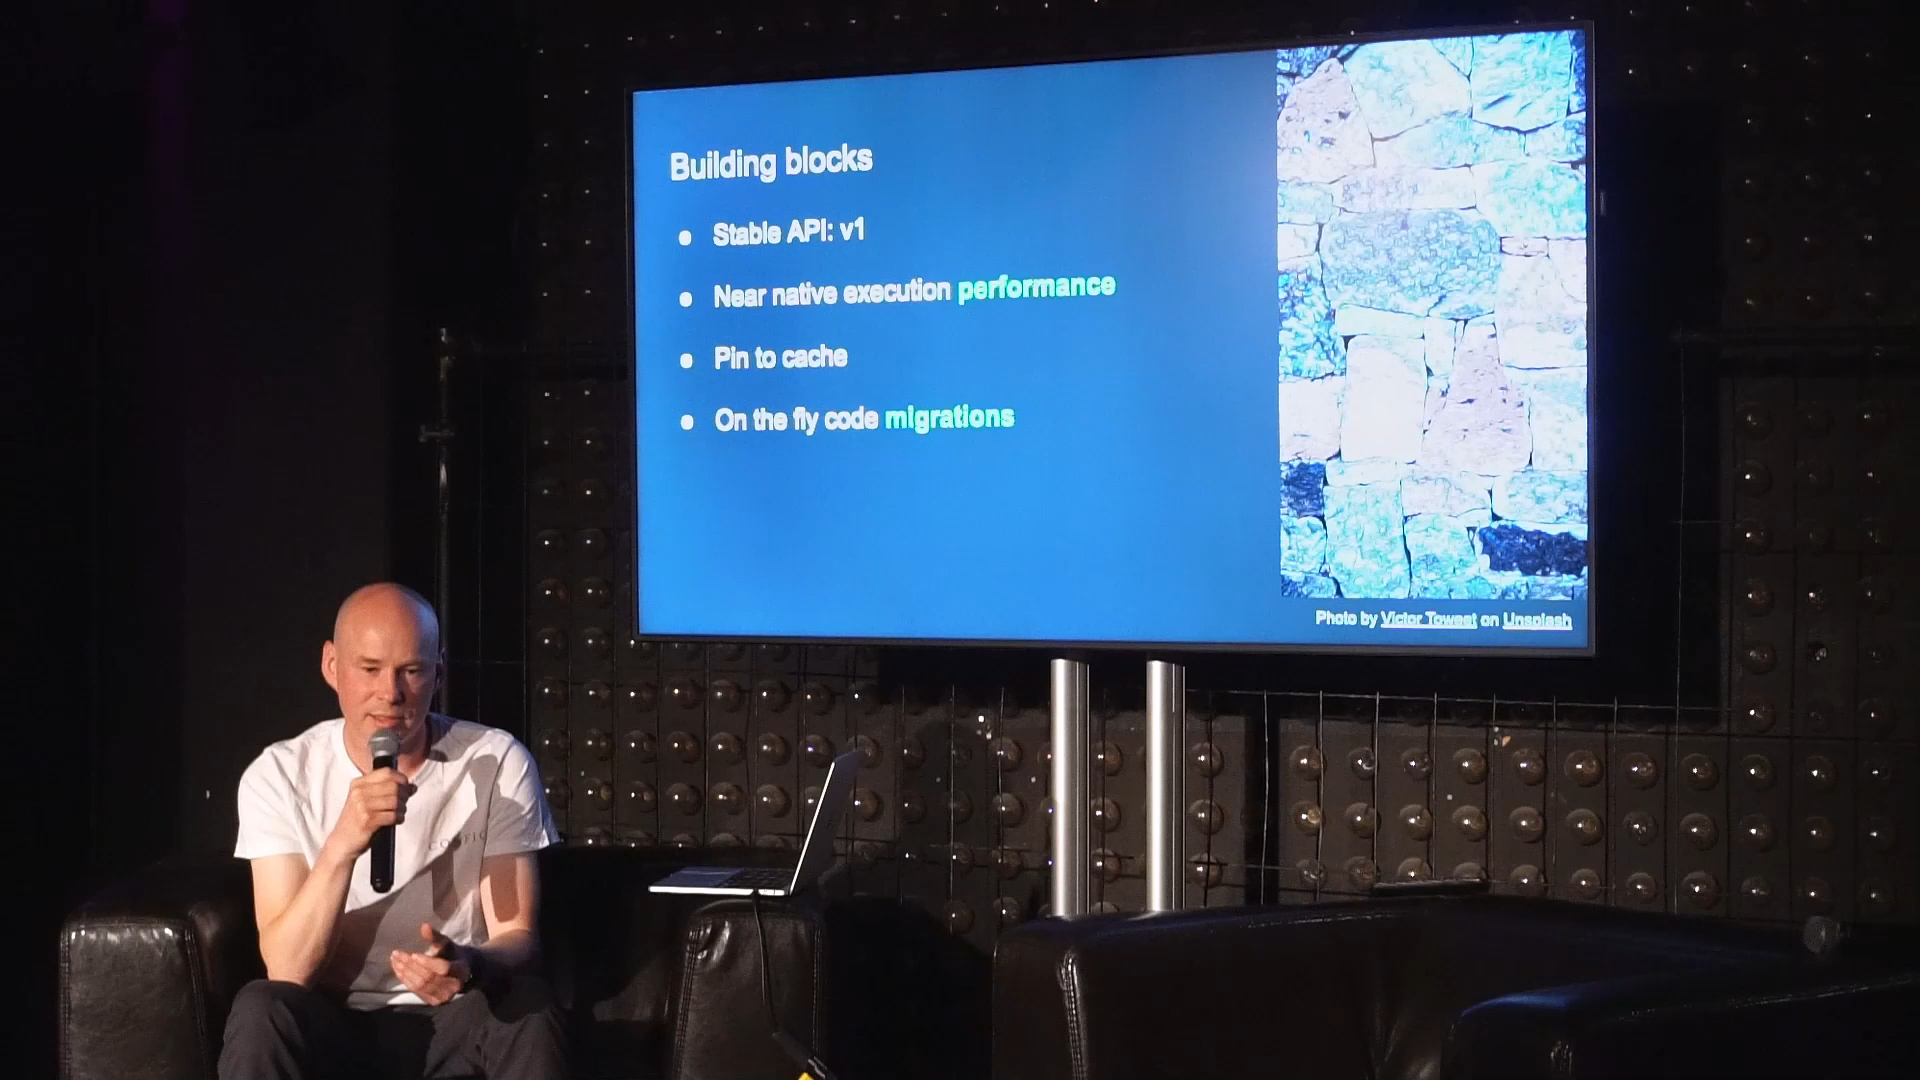 Building blocks
Stable API: v1
Near native execution performance
Pin to cache
On the fly code migrations
Photo by Victor Toweet on Unsplash